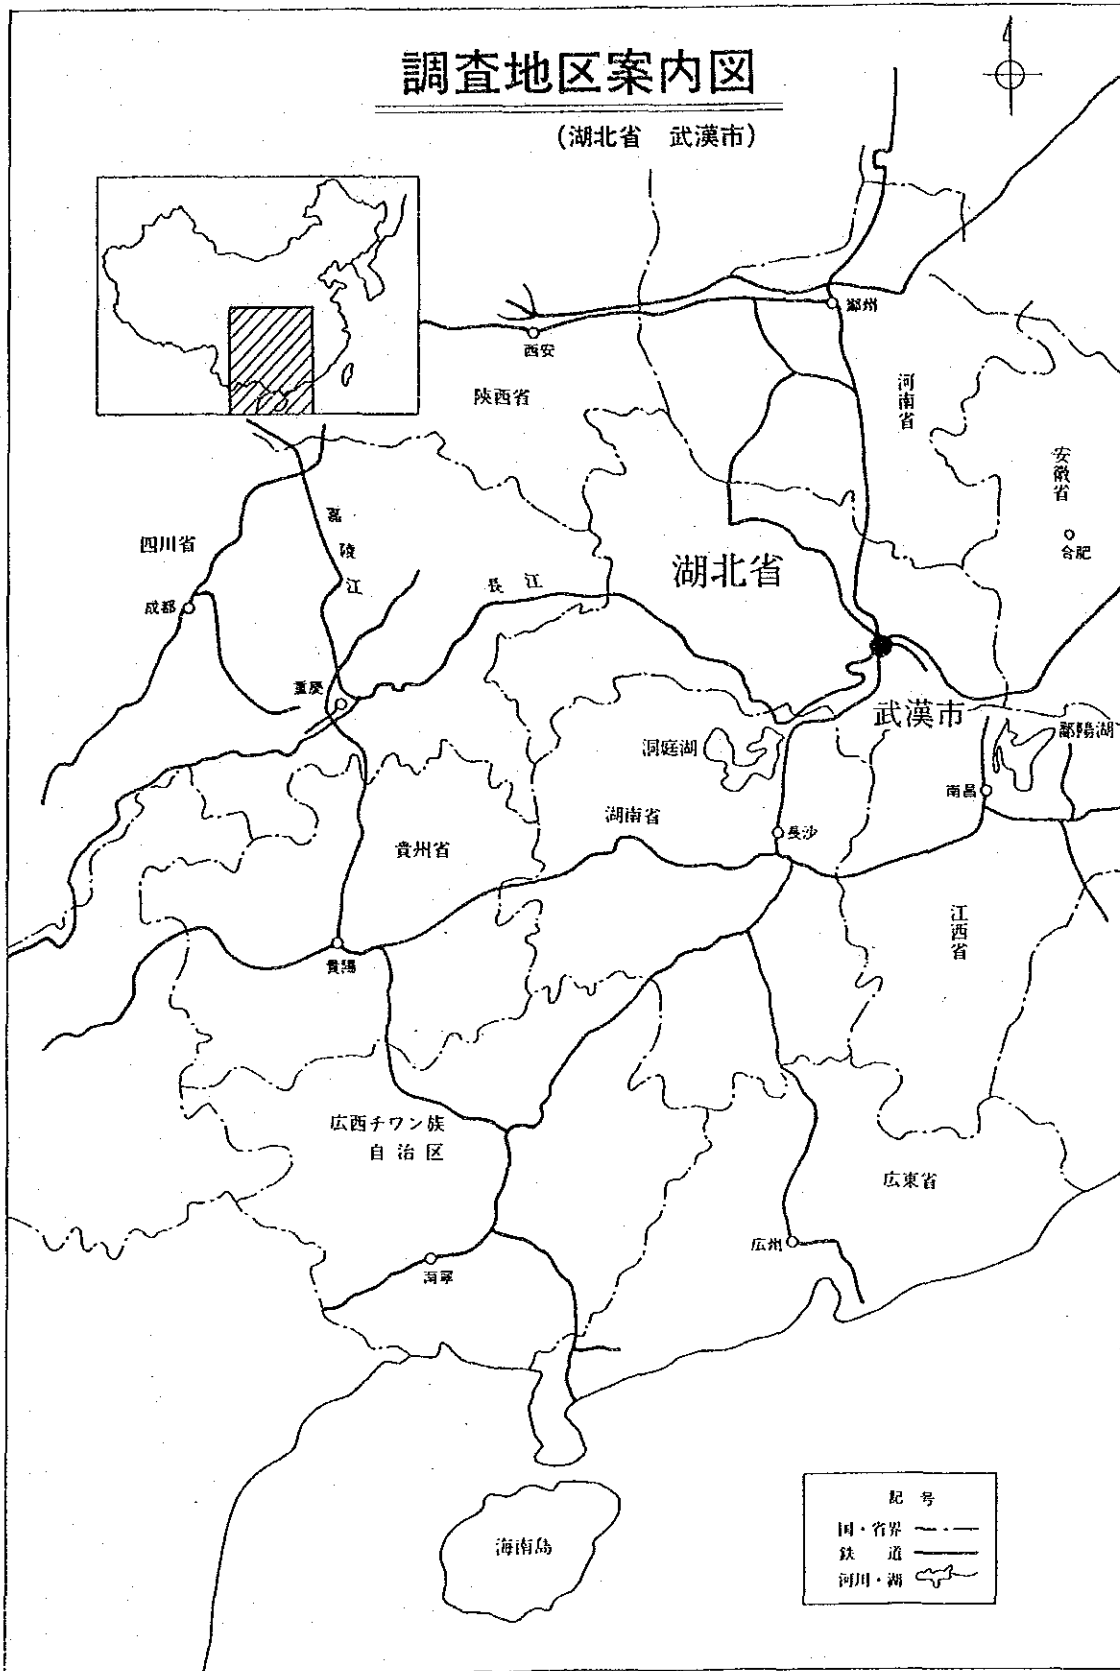 調査地区案内図
(湖北省 武漢市)
鄭州
西安
陝西省
河南省
安徽省
合肥
嘉陵江
四川省
成都
長江
湖北省
重慶
武漢市
洞庭湖
鄱陽湖
南昌
湖南省
長沙
貴州省
江西省
貴陽
広西チワン族
自治区
広東省
広州
南寧
海南島
記号
国・省界
鉄道
河川・湖